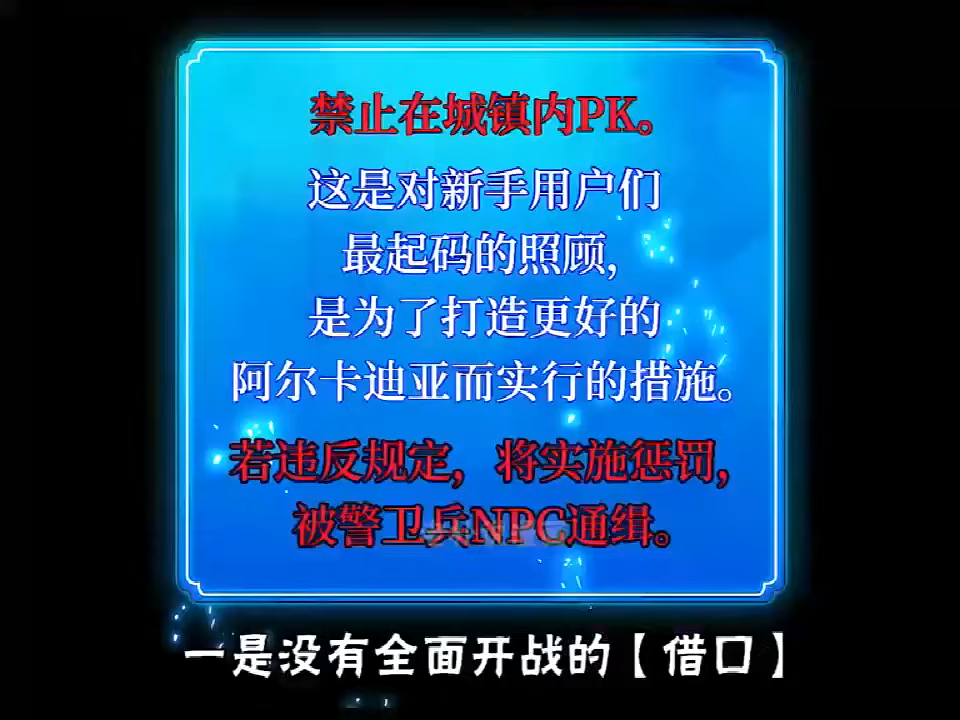 禁止在城镇内PK。
这是对新手用户们
最起码的照顾,
是为了打造更好的
阿尔卡迪亚而实行的措施。
若违反规定，将实施惩罚,
被警卫兵NPC通缉。
一是没有全面开战的【借口】